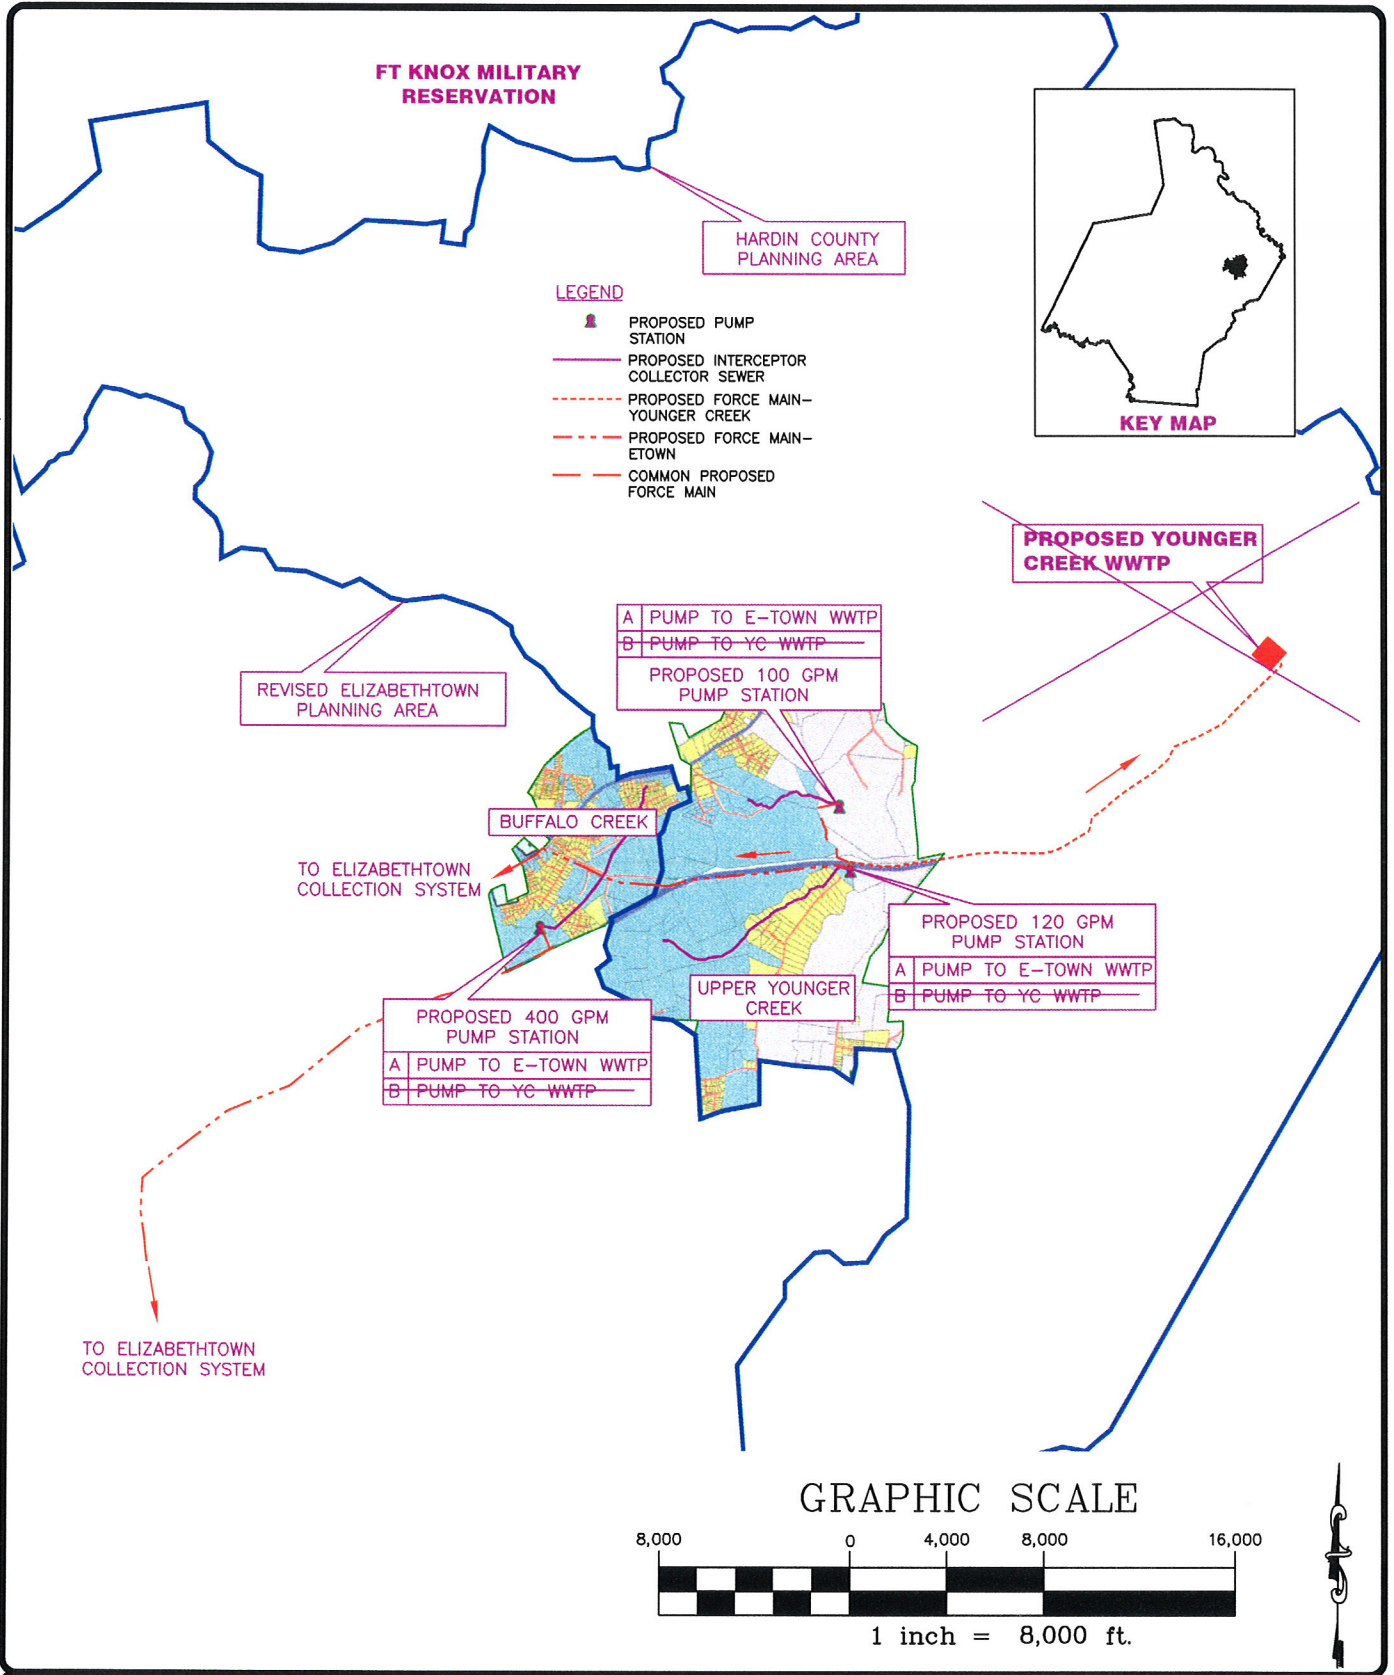 FT KNOX MILITARY
RESERVATION
HARDIN COUNTY
PLANNING AREA
LEGEND
PROPOSED PUMP
STATION
PROPOSED INTERCEPTOR
COLLECTOR SEWER
PROPOSED FORCE MAIN-
YOUNGER CREEK
PROPOSED FORCE MAIN-
ETOWN
COMMON PROPOSED
FORCE MAIN
KEY MAP
PROPOSED YOUNGER
CREEK WWTP
A PUMP TO E-TOWN WWTP
B PUMP TO YC WWTP
PROPOSED 100 GPM
PUMP STATION
REVISED ELIZABETHTOWN
PLANNING AREA
BUFFALO CREEK
TO ELIZABETHTOWN
COLLECTION SYSTEM
PROPOSED 120 GPM
PUMP STATION
A PUMP TO E-TOWN WWTP
B PUMP TO YC WWTP
UPPER YOUNGER
CREEK
PROPOSED 400 GPM
PUMP STATION
A PUMP TO E-TOWN WWTP
B PUMP TO YC WWTP
TO ELIZABETHTOWN
COLLECTION SYSTEM
GRAPHIC SCALE
8,000 0 4,000 8,000 16,000
1 inch = 8,000 ft.